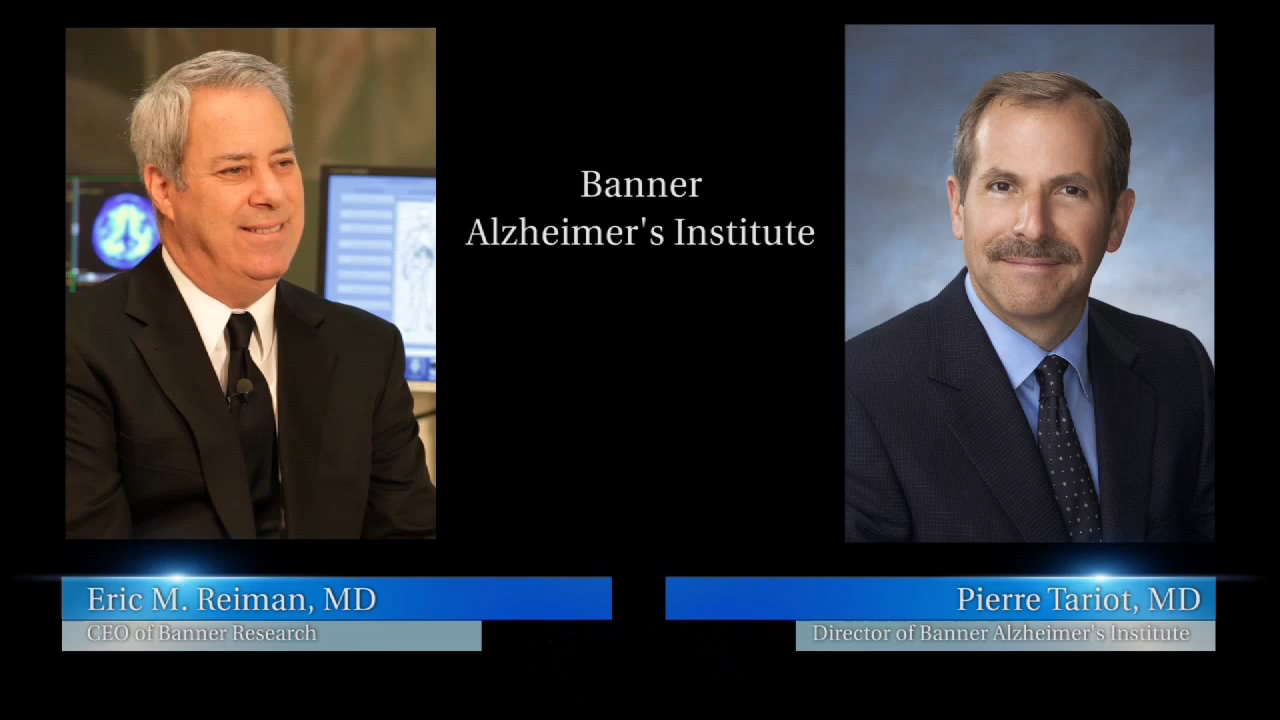 Banner
Alzheimer's Institute
Eric M. Reiman, MD
CEO of Banner Research
Pierre Tariot, MD
Director of Banner Alzheimer's Institute